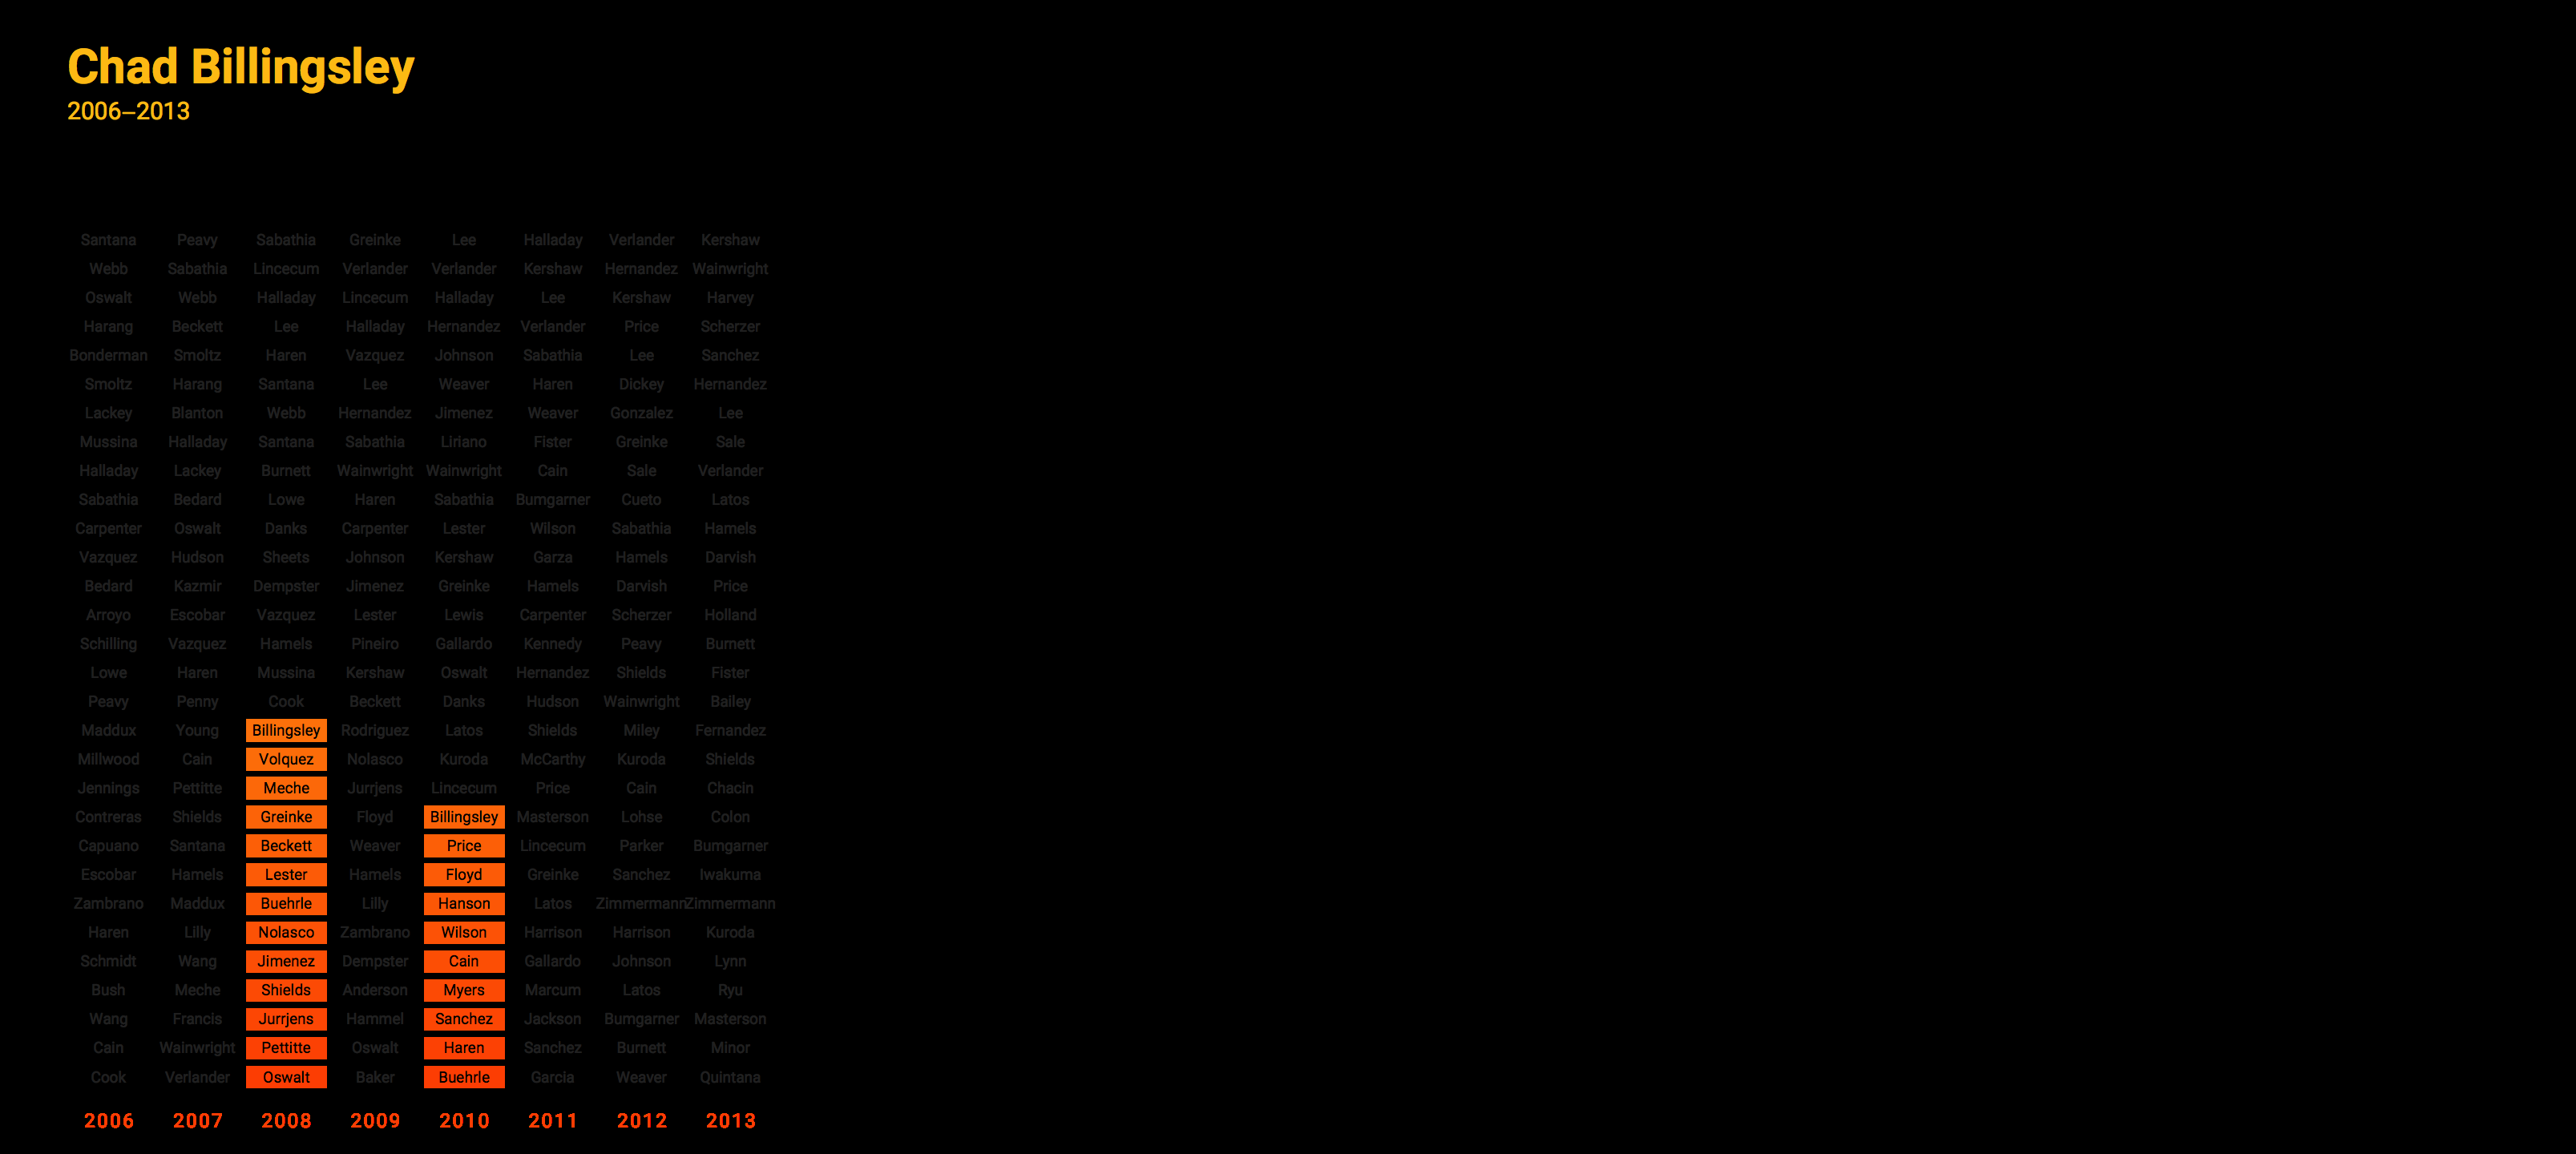 Chad Billingsley
2006–2013
Santana Peavy Sabathia Greinke Lee Halladay Verlander Kershaw
Webb Sabathia Lincecum Verlander Verlander Kershaw Hernandez Wainwright
Oswalt Webb Halladay Lincecum Halladay Lee Kershaw Harvey
Harang Beckett Lee Halladay Hernandez Verlander Price Scherzer
Bonderman Smoltz Haren Vazquez Johnson Sabathia Lee Sanchez
Smoltz Harang Santana Lee Weaver Haren Dickey Hernandez
Lackey Blanton Webb Hernandez Jimenez Weaver Gonzalez Lee
Mussina Halladay Santana Sabathia Liriano Fister Greinke Sale
Halladay Lackey Burnett Wainwright Wainwright Cain Sale Verlander
Sabathia Bedard Lowe Haren Sabathia Bumgarner Cueto Latos
Carpenter Oswalt Danks Carpenter Lester Wilson Sabathia Hamels
Vazquez Hudson Sheets Johnson Kershaw Garza Hamels Darvish
Bedard Kazmir Dempster Jimenez Greinke Hamels Darvish Price
Arroyo Escobar Vazquez Lester Lewis Carpenter Scherzer Holland
Schilling Vazquez Hamels Pineiro Gallardo Kennedy Peavy Burnett
Lowe Haren Mussina Kershaw Oswalt Hernandez Shields Fister
Peavy Penny Cook Beckett Danks Hudson Wainwright Bailey
Maddux Young Billingsley Rodriguez Latos Shields Miley Fernandez
Millwood Cain Volquez Nolasco Kuroda McCarthy Kuroda Shields
Jennings Pettitte Meche Jurrjens Lincecum Price Cain Chacin
Contreras Shields Greinke Floyd Billingsley Masterson Lohse Colon
Capuano Santana Beckett Weaver Price Lincecum Parker Bumgarner
Escobar Hamels Lester Hamels Floyd Greinke Sanchez Iwakuma
Zambrano Maddux Buehrle Lilly Hanson Latos Zimmermann Zimmermann
Haren Lilly Nolasco Zambrano Wilson Harrison Harrison Kuroda
Schmidt Wang Jimenez Dempster Cain Gallardo Johnson Lynn
Bush Meche Shields Anderson Myers Marcum Latos Ryu
Wang Francis Jurrjens Hammel Sanchez Jackson Bumgarner Masterson
Cain Wainwright Pettitte Oswalt Haren Sanchez Burnett Minor
Cook Verlander Oswalt Baker Buehrle Garcia Weaver Quintana
2006 2007 2008 2009 2010 2011 2012 2013